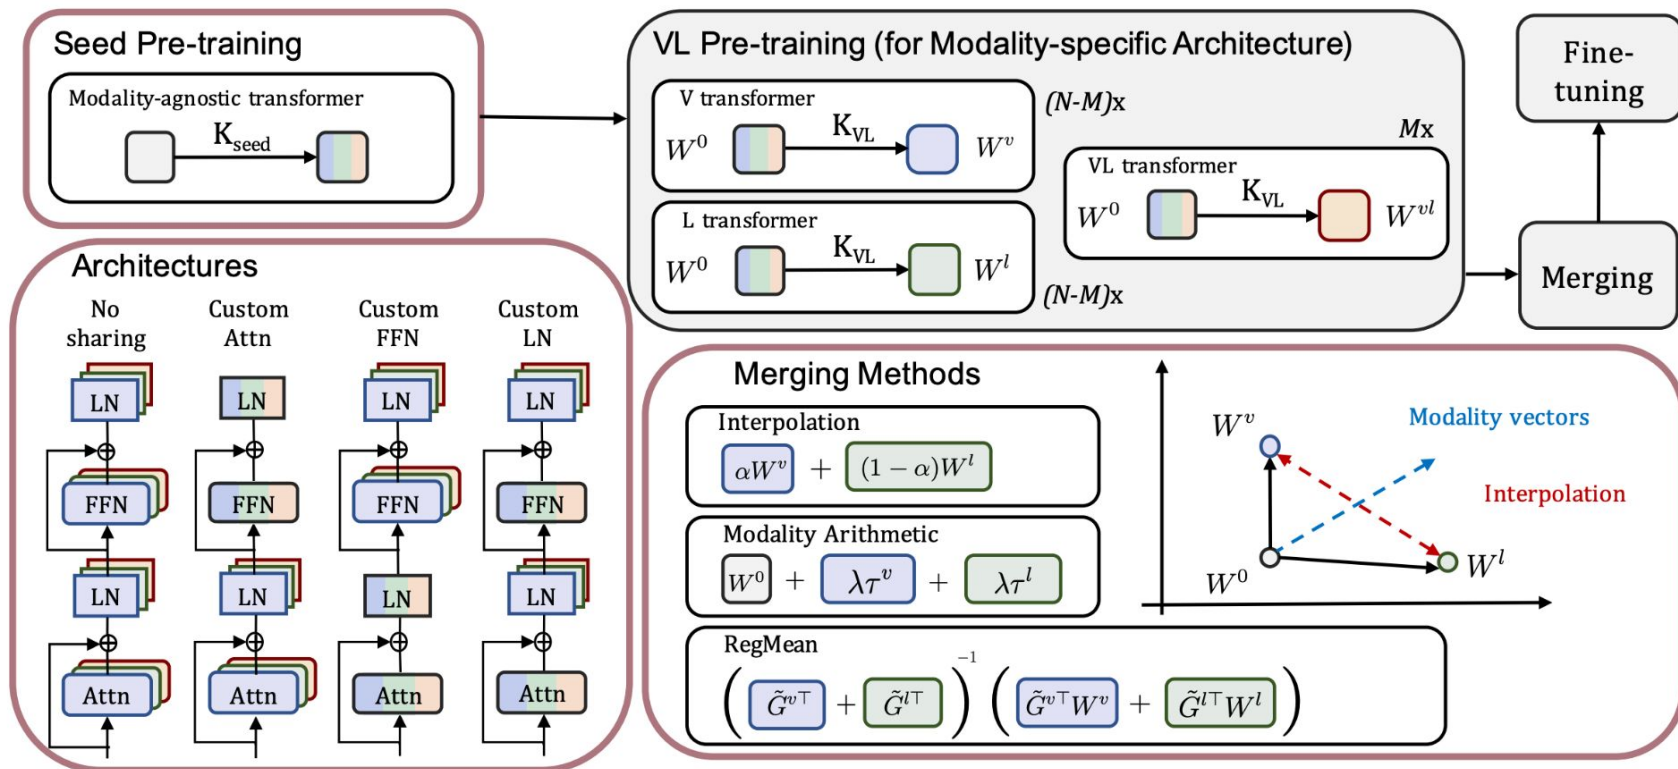 Seed Pre-training
Modality-agnostic transformer
K_seed
VL Pre-training (for Modality-specific Architecture)
V transformer
W^0 K_VL W^v
(N-M)x
L transformer
W^0 K_VL W^l
(N-M)x
Mx
VL transformer
W^0 K_VL W^{vl}
Fine-
tuning
Merging
Architectures
No
sharing
LN
FFN
LN
Attn
Custom
Attn
LN
FFN
LN
Attn
Custom
FFN
LN
FFN
LN
Attn
Custom
LN
LN
FFN
LN
Attn
Merging Methods
Interpolation
αW^v + (1 − α)W^l
Modality Arithmetic
W^0 + λτ^v + λτ^l
RegMean
(G̃^{v⊤} + G̃^{l⊤})^{-1} (G̃^{v⊤}W^v + G̃^{l⊤}W^l)
W^v
Modality vectors
Interpolation
W^0
W^l